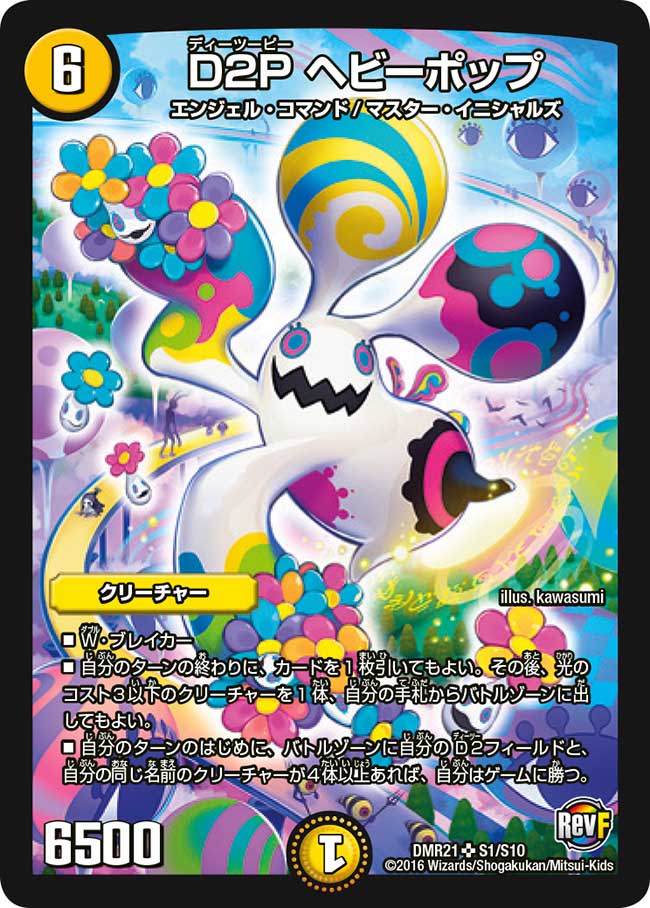 6
ディーツーピー
D2P ヘビーポップ
エンジェル・コマンド/マスター・イニシャルズ
クリーチャー
illus. kawasumi
■W・ブレイカー
■自分のターンの終わりに、カードを1枚引いてもよい。その後、光の
コスト3以下のクリーチャーを1体、自分の手札からバトルゾーンに出
してもよい。
■自分のターンのはじめに、バトルゾーンに自分のD2フィールドと、
自分の同じ名前のクリーチャーが4体以上あれば、自分はゲームに勝つ。
6500
1
RevF
DMR21 S1/S10
©2016 Wizards/Shogakukan/Mitsui-Kids